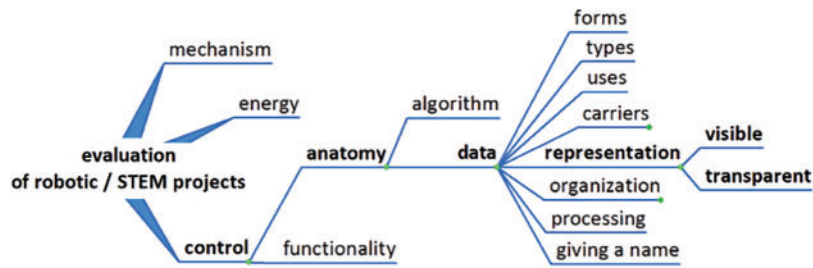 evaluation
of robotic / STEM projects
mechanism
energy
control
anatomy
functionality
algorithm
data
forms
types
uses
carriers
representation
organization
processing
giving a name
visible
transparent